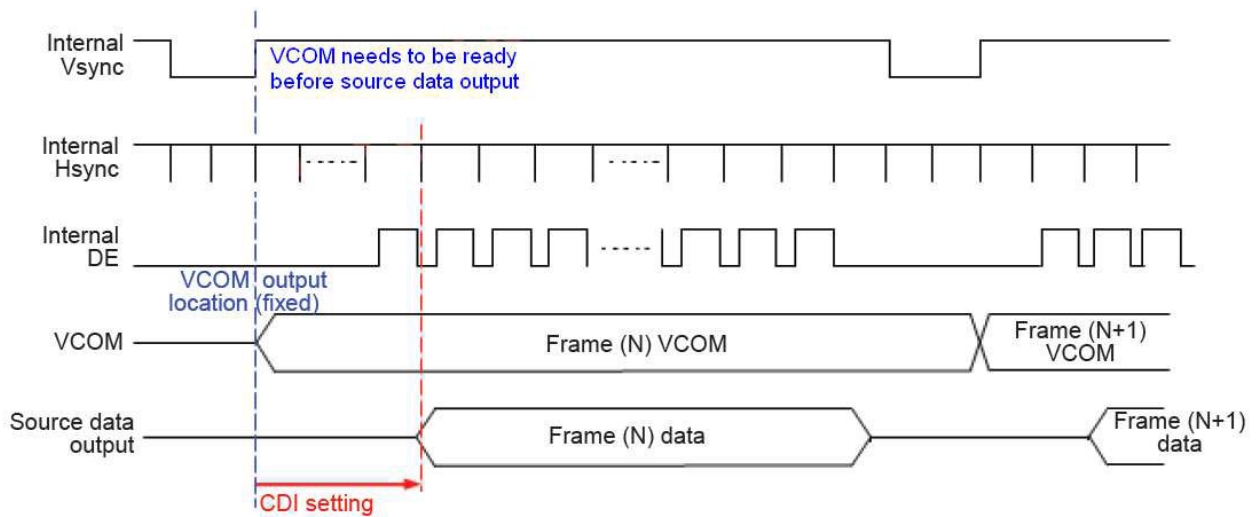 Internal
Vsync
VCOM needs to be ready
before source data output
Internal
Hsync
Internal
DE
VCOM output
location (fixed)
VCOM
Frame (N) VCOM
Frame (N+1)
VCOM
Source data
output
Frame (N) data
Frame (N+1)
data
CDI setting